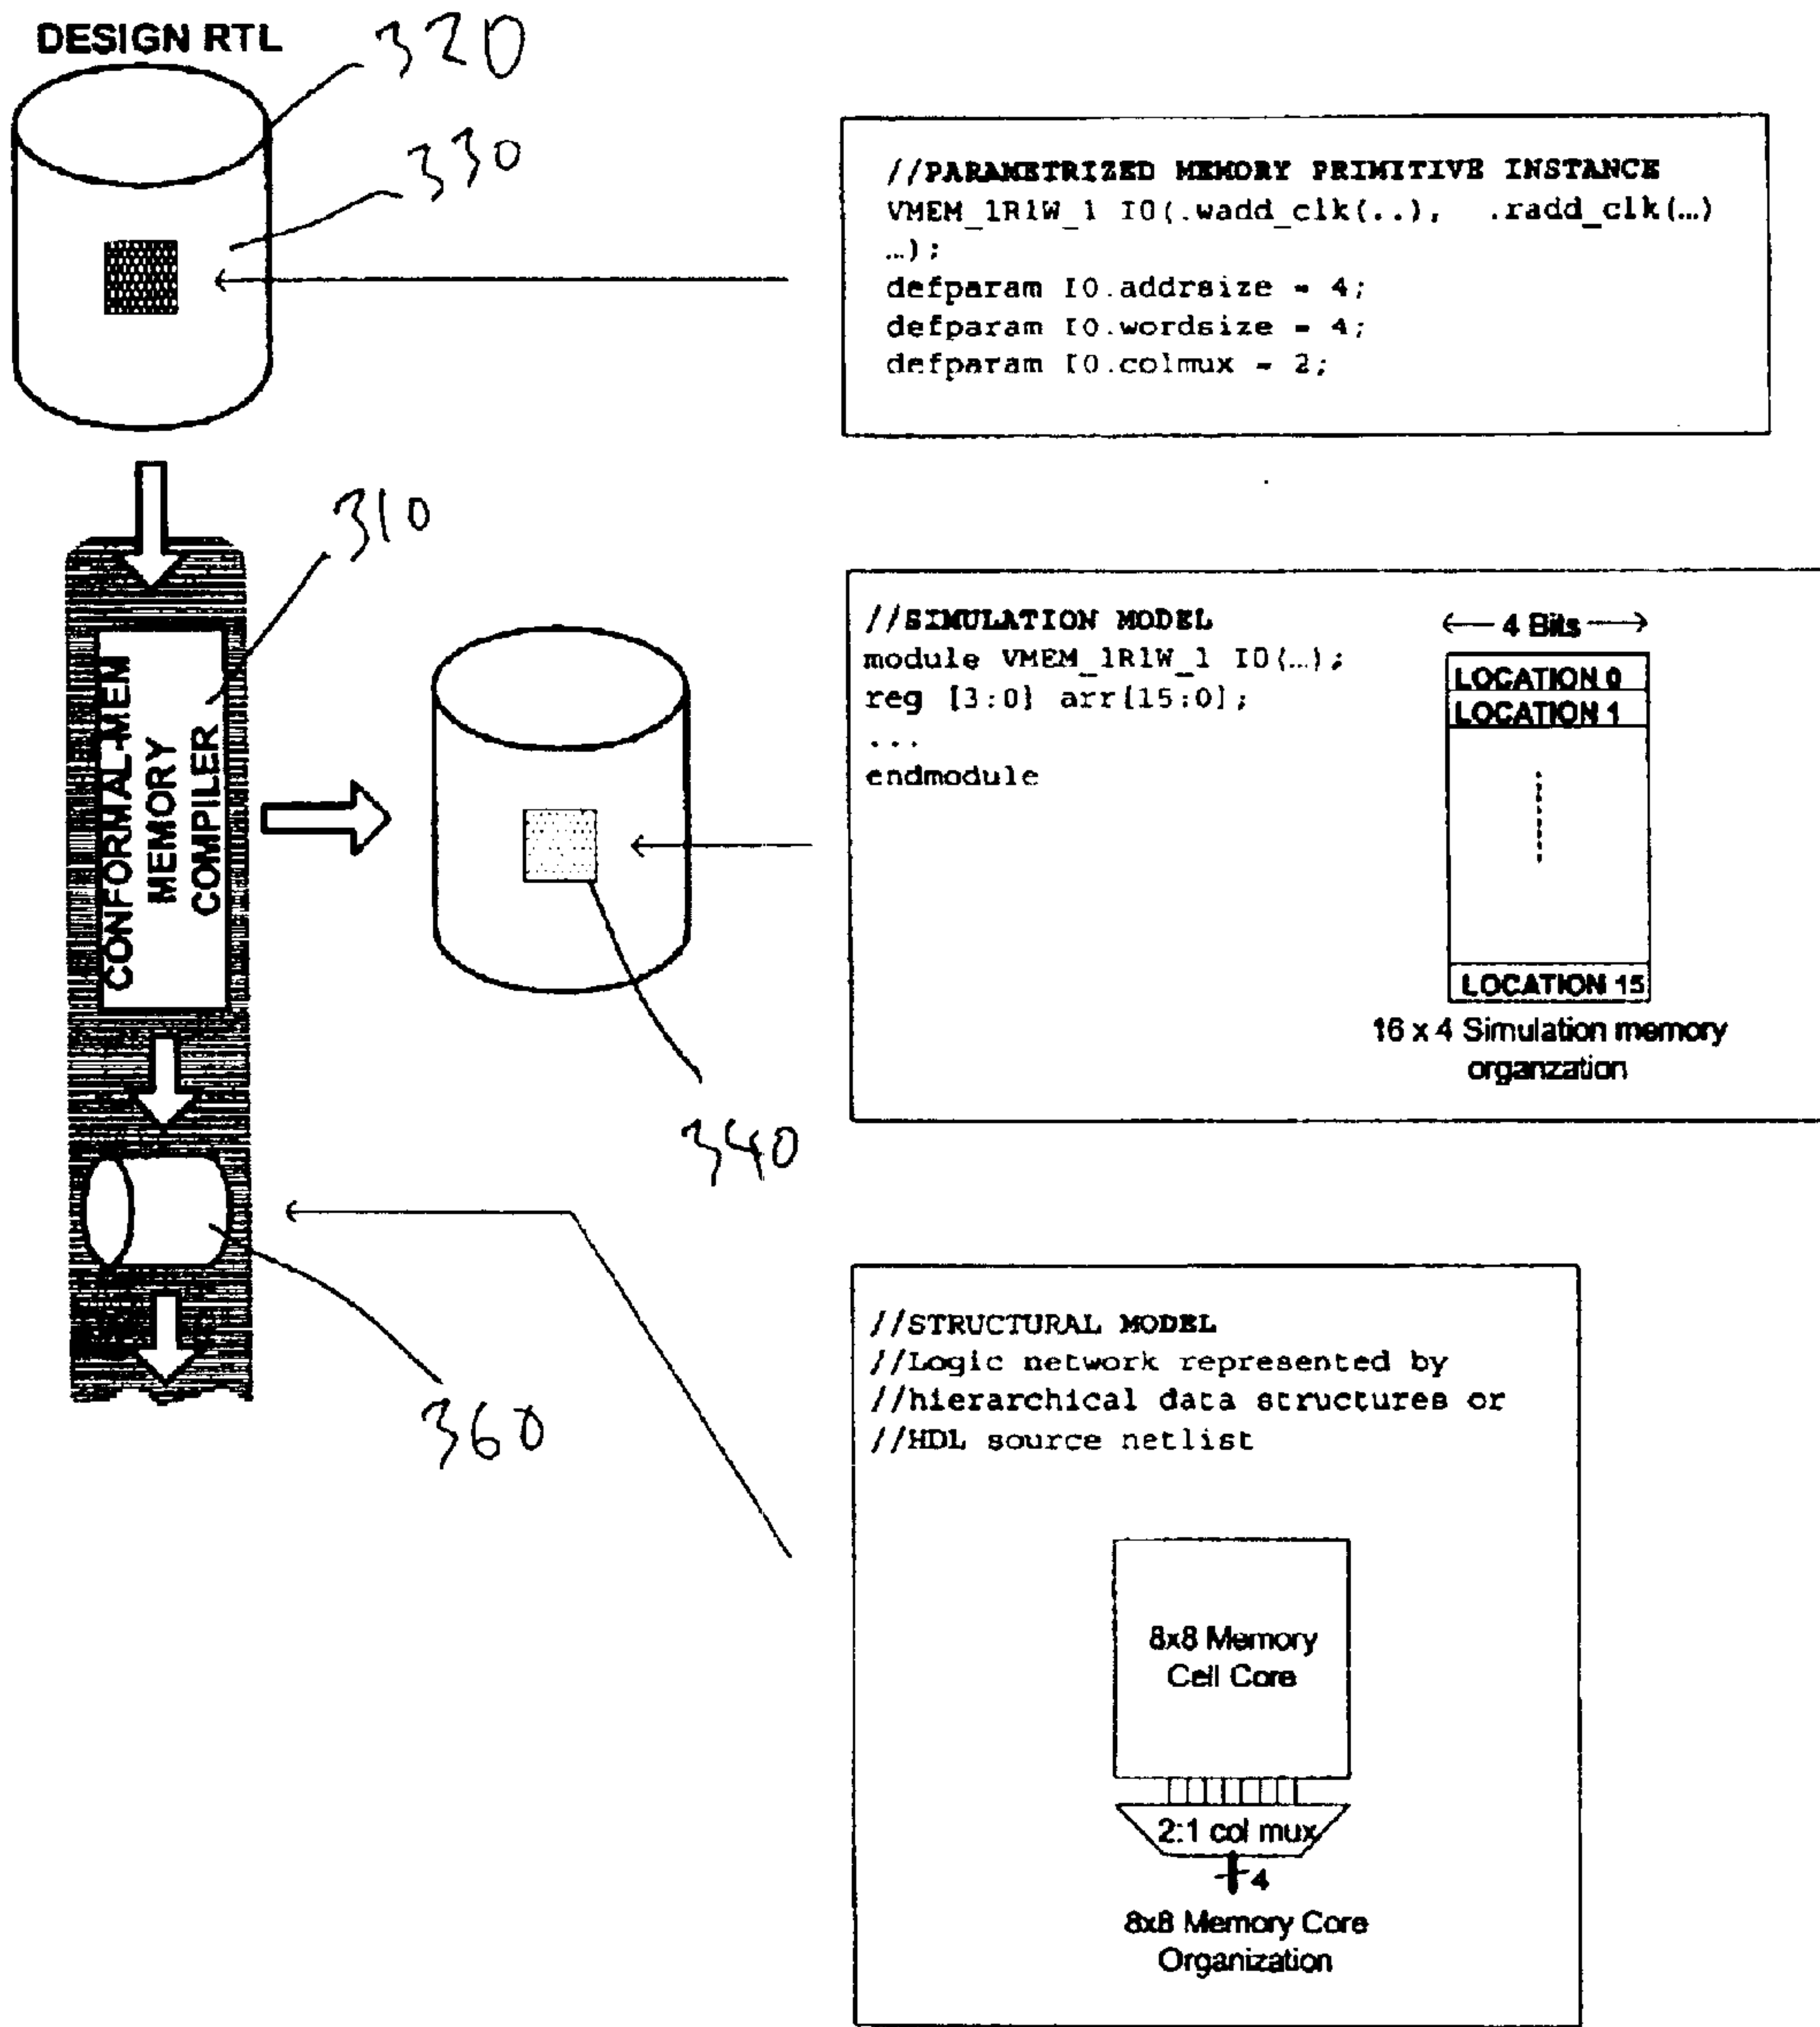 DESIGN RTL
320
330
//PARAMETRIZED MEMORY PRIMITIVE INSTANCE
VMEM_1R1W_1 I0(.wadd_clk(..), .radd_clk(…)
…);
defparam I0.addrsize = 4;
defparam I0.wordsize = 4;
defparam I0.colmux = 2;
310
CONFORMAL-MEM
MEMORY
COMPILER
//SIMULATION MODEL
module VMEM_1R1W_1 I0(…);
reg [3:0] arr[15:0];
...
endmodule
4 Bits
LOCATION 0
LOCATION 1
LOCATION 15
16 x 4 Simulation memory
organzation
340
360
//STRUCTURAL MODEL
//Logic network represented by
//hierarchical data structures or
//HDL source netlist
8x8 Memory
Cell Core
2:1 col mux
4
8x8 Memory Core
Organization